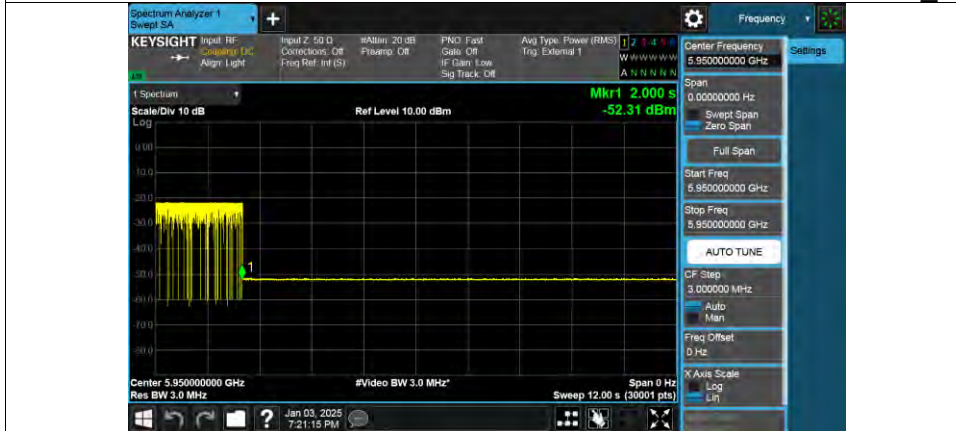 Spectrum Analyzer 1
Swept SA
+
Frequency
KEYSIGHT Input: RF
Coupling: DC
Align: Light
Input Z: 50 Ω
Corrections: Off
Freq Ref: Int (S)
#Atten: 20 dB
Preamp: Off
PNO: Fast
Gate: Off
IF Gain: Low
Sig Track: Off
Avg Type: Power (RMS)
Trig: External 1
1 2 3 4 5 6
W W W W W W
A N N N N N
1 Spectrum
Scale/Div 10 dB
Ref Level 10.00 dBm
Mkr1 2.000 s
-52.31 dBm
Log
0.00
-10.0
-20.0
-30.0
-40.0
-50.0
-60.0
-70.0
-80.0
1
Center 5.950000000 GHz
Res BW 3.0 MHz
#Video BW 3.0 MHz*
Span 0 Hz
Sweep 12.00 s (30001 pts)
Center Frequency
5.950000000 GHz
Span
0.00000000 Hz
Swept Span
Zero Span
Full Span
Start Freq
5.950000000 GHz
Stop Freq
5.950000000 GHz
AUTO TUNE
CF Step
3.000000 MHz
Auto
Man
Freq Offset
0 Hz
X Axis Scale
Log
Lin
Settings
?
Jan 03, 2025
7:21:15 PM